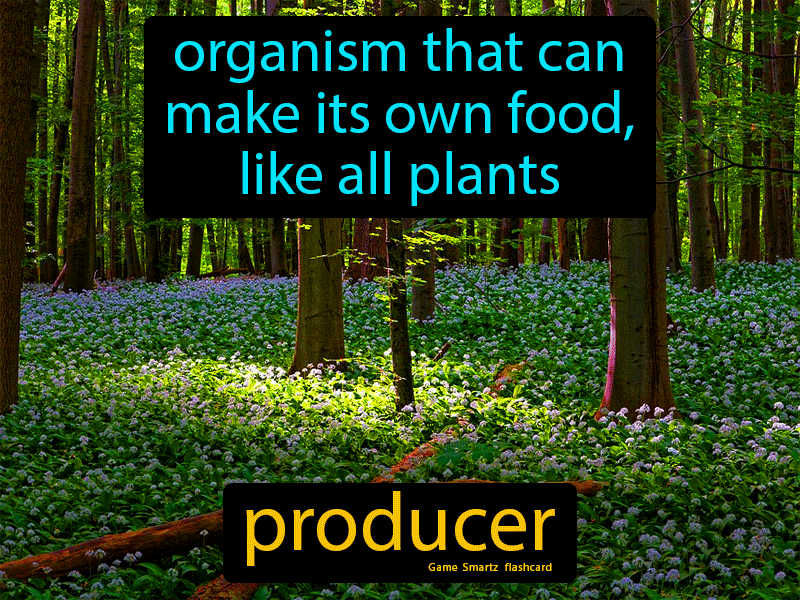 organism that can
make its own food,
like all plants
producer
Game Smartz flashcard